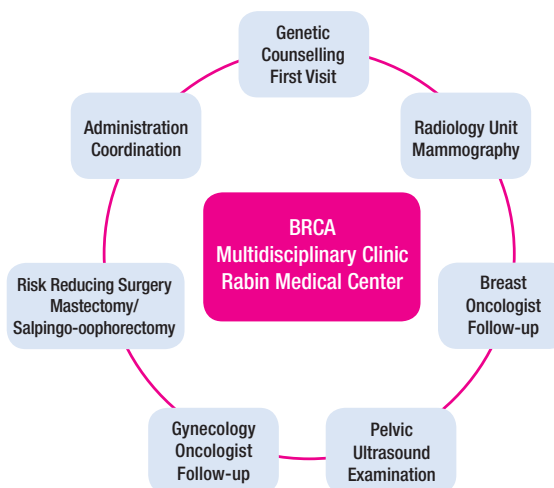 Genetic
Counselling
First Visit
Administration
Coordination
Radiology Unit
Mammography
BRCA
Multidisciplinary Clinic
Rabin Medical Center
Risk Reducing Surgery
Mastectomy/
Salpingo-oophorectomy
Breast
Oncologist
Follow-up
Gynecology
Oncologist
Follow-up
Pelvic
Ultrasound
Examination